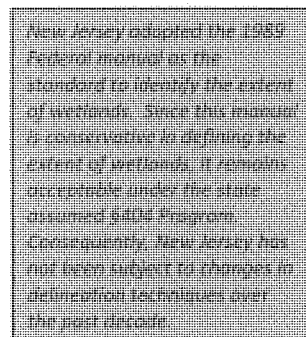 New Jersey adopted the 1989
Federal manual as the
standard to identify the extent
of wetlands. Since this manual
is conservative in defining the
extent of wetlands, it remains
acceptable under the state
assumed §404 Program.
Consequently, New Jersey has
not been subject to changes in
delineation techniques over
the past decade.